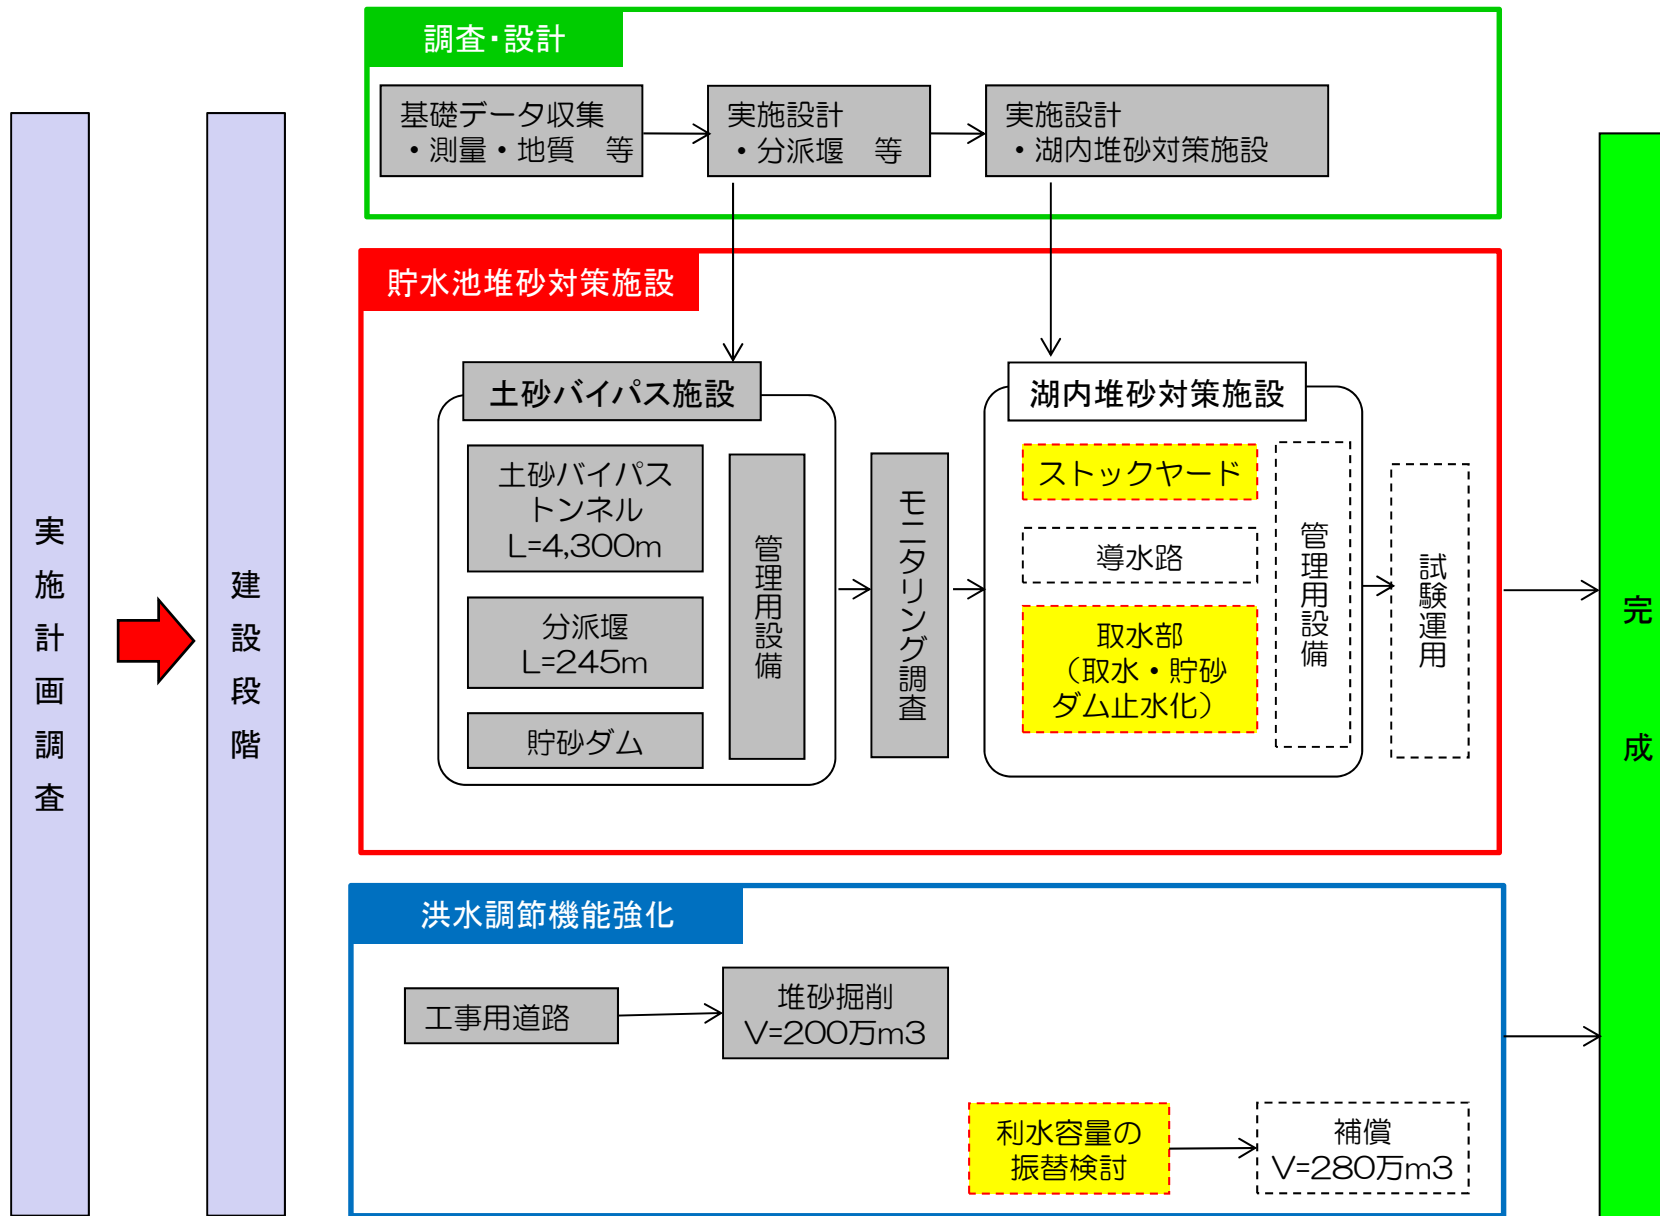 実施計画調査
建設段階
調査・設計
基礎データ収集
・測量・地質　等
実施設計
・分派堰　等
実施設計
・湖内堆砂対策施設
貯水池堆砂対策施設
土砂バイパス施設
土砂バイパス
トンネル
L=4,300m
分派堰
L=245m
貯砂ダム
管理用設備
モニタリング調査
湖内堆砂対策施設
ストックヤード
導水路
取水部
（取水・貯砂
ダム止水化）
管理用設備
試験運用
洪水調節機能強化
工事用道路
堆砂掘削
V=200万m3
利水容量の
振替検討
補償
V=280万m3
完成